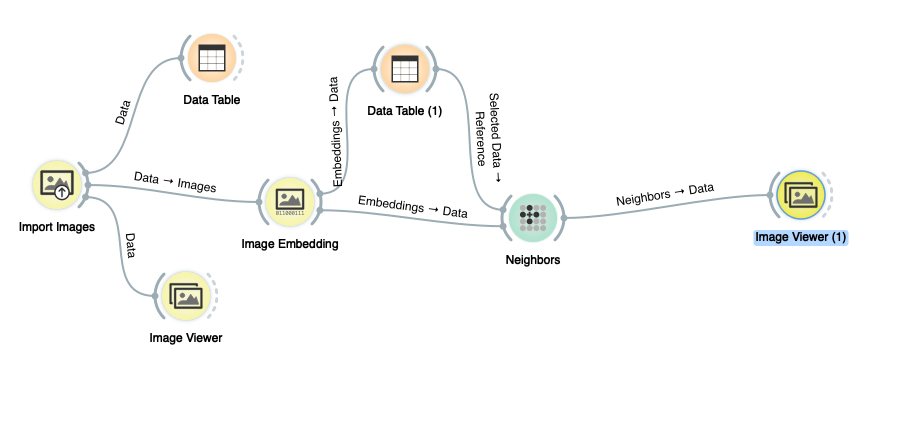 Data Table
Data Table (1)
Data
Embeddings → Data
Selected Data →
Reference
Data → Images
Import Images
Embeddings → Data
Neighbors → Data
011000111
Image Embedding
Image Viewer (1)
Neighbors
Data
Image Viewer